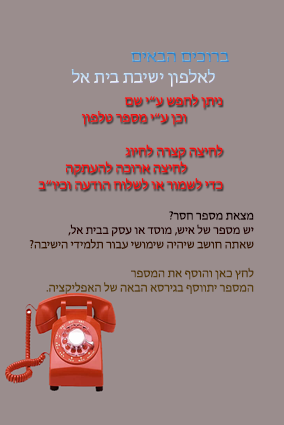 ברוכים הבאים
לאלפון ישיבת בית אל
ניתן לחפש ע"י שם
וכן ע"י מספר טלפון
לחיצה קצרה לחיוג
לחיצה ארוכה להעתקה
כדי לשמור או לשלוח הודעה וכיו"ב
מצאת מספר חסר?
יש מספר של איש, מוסד או עסק בבית אל,
שאתה חושב שיהיה שימושי עבור תלמידי הישיבה?
לחץ כאן והוסף את המספר
המספר יתווסף בגירסא הבאה של האפליקציה.